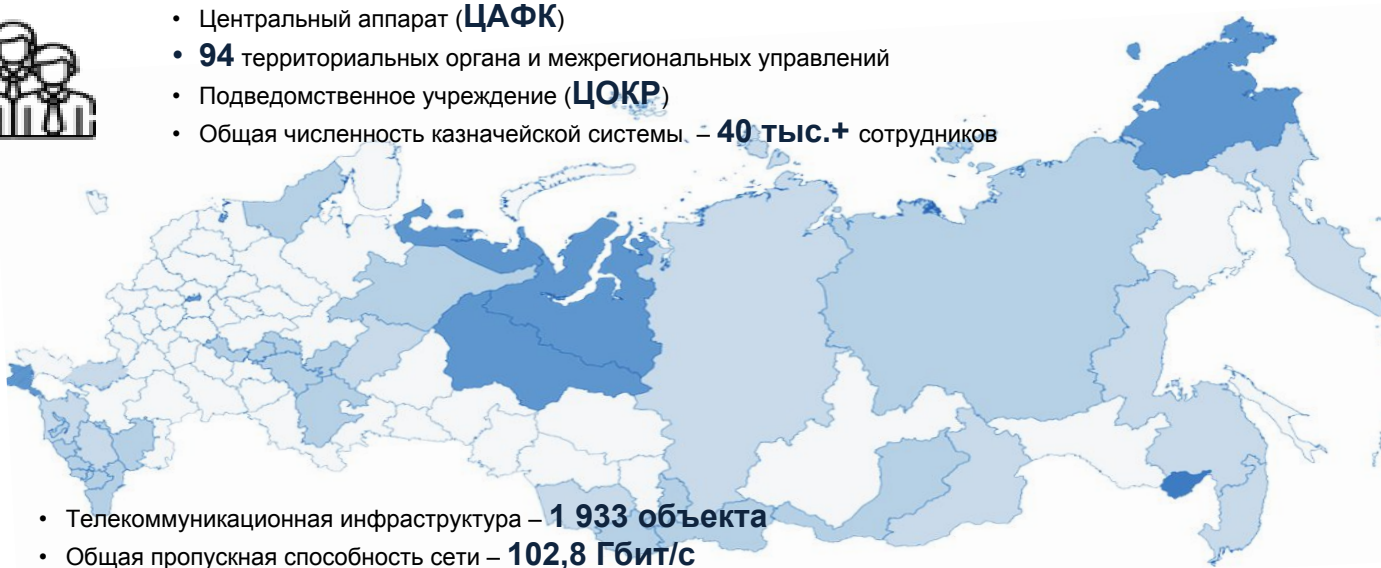 • Центральный аппарат (ЦАФК)
• 94 территориальных органа и межрегиональных управлений
• Подведомственное учреждение (ЦОКР)
• Общая численность казначейской системы – 40 тыс.+ сотрудников
• Телекоммуникационная инфраструктура – 1 933 объекта
• Общая пропускная способность сети – 102,8 Гбит/с